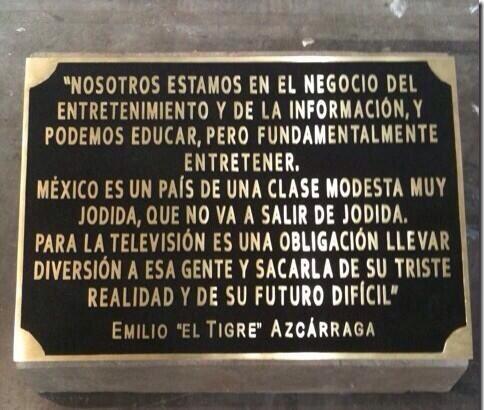 "NOSOTROS ESTAMOS EN EL NEGOCIO DEL
ENTRETENIMIENTO Y DE LA INFORMACIÓN, Y
PODEMOS EDUCAR, PERO FUNDAMENTALMENTE
ENTRETENER.
MÉXICO ES UN PAÍS DE UNA CLASE MODESTA MUY
JODIDA, QUE NO VA A SALIR DE JODIDA.
PARA LA TELEVISIÓN ES UNA OBLIGACIÓN LLEVAR
DIVERSIÓN A ESA GENTE Y SACARLA DE SU TRISTE
REALIDAD Y DE SU FUTURO DIFÍCIL"
EMILIO "EL TIGRE" AZCÁRRAGA